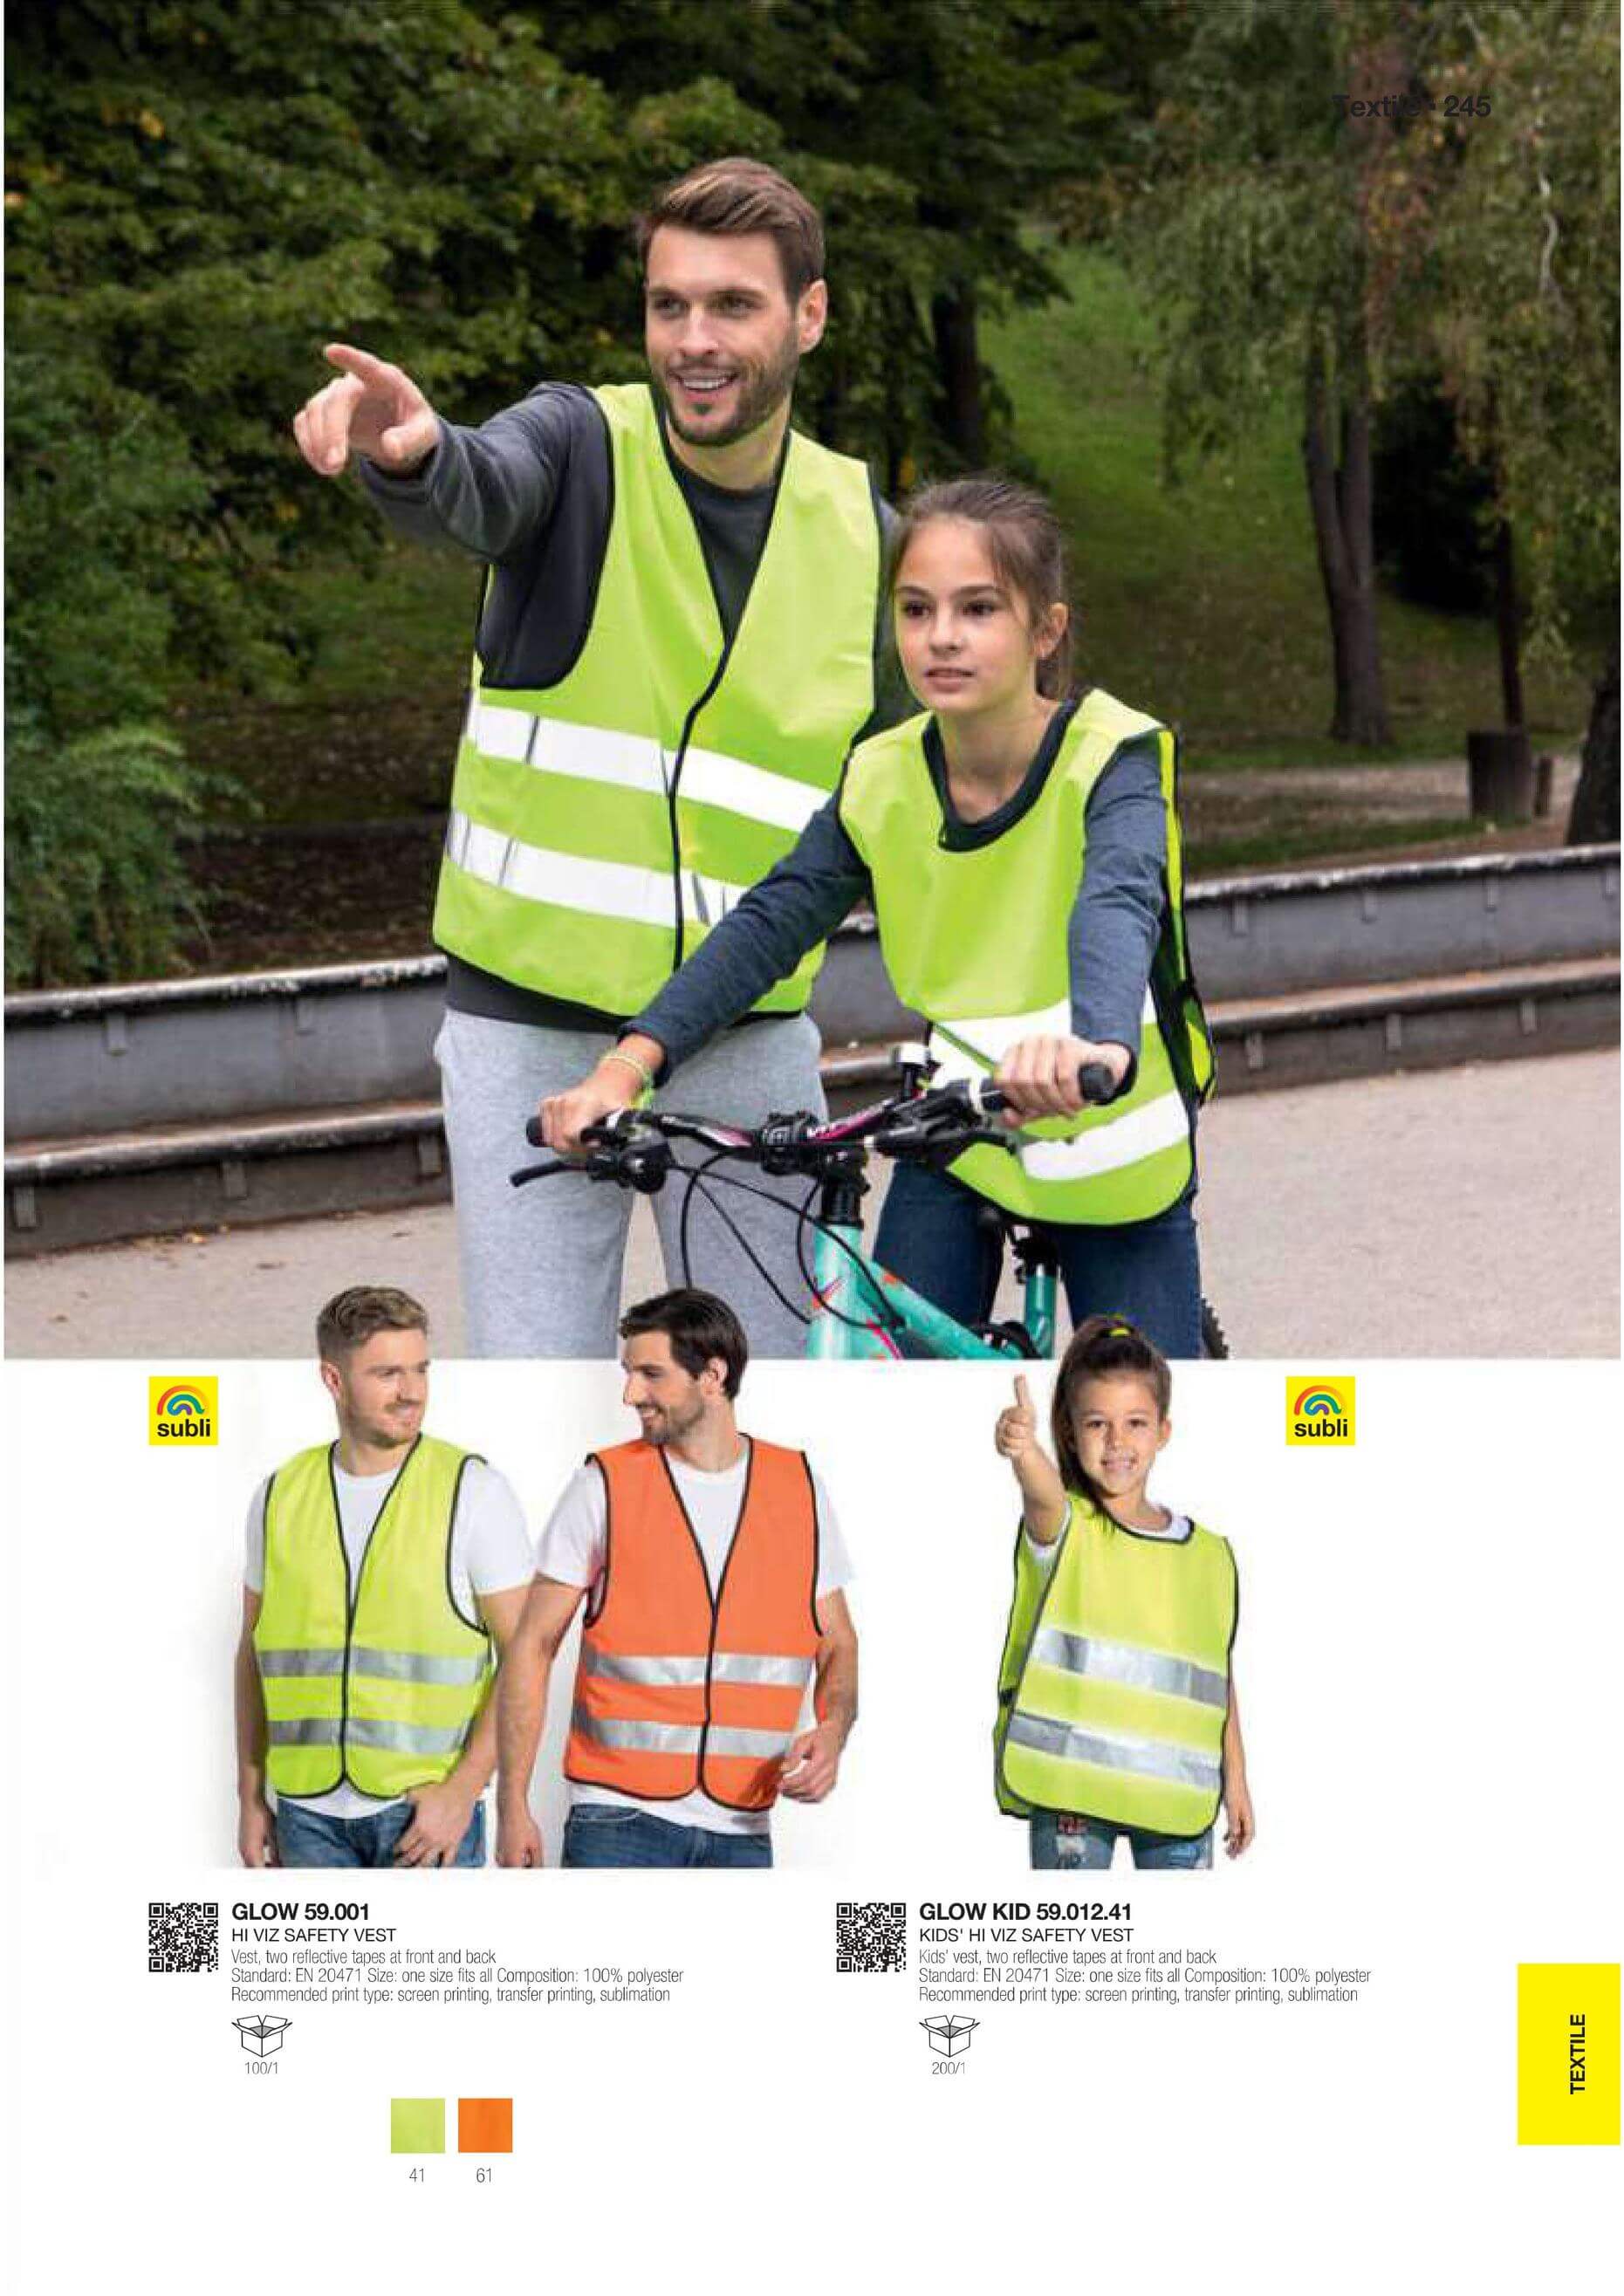 Textile • 245
subli
subli
GLOW 59.001
HI VIZ SAFETY VEST
Vest, two reflective tapes at front and back
Standard: EN 20471 Size: one size fits all Composition: 100% polyester
Recommended print type: screen printing, transfer printing, sublimation
100/1
41 61
GLOW KID 59.012.41
KIDS' HI VIZ SAFETY VEST
Kids' vest, two reflective tapes at front and back
Standard: EN 20471 Size: one size fits all Composition: 100% polyester
Recommended print type: screen printing, transfer printing, sublimation
200/1
TEXTILE